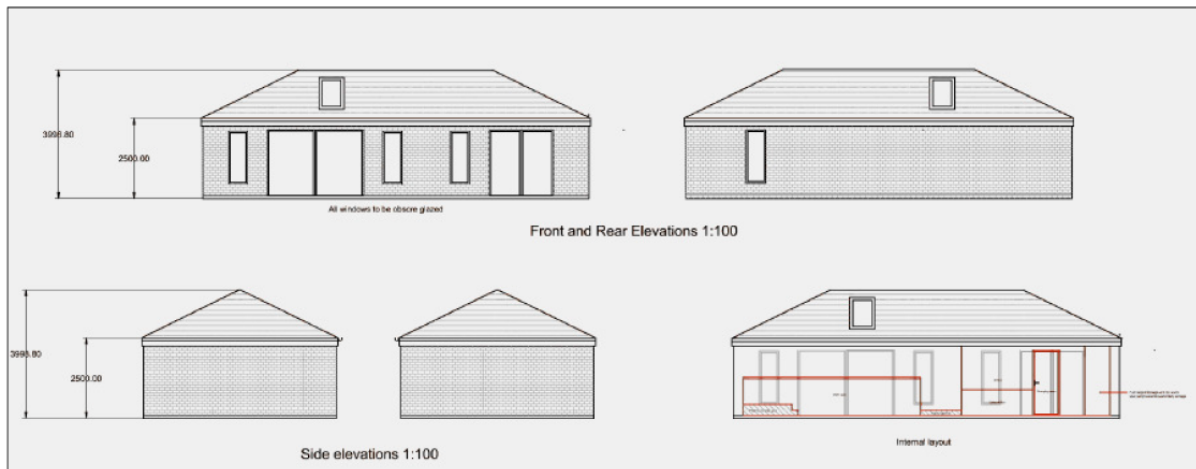 3998.80
2500.00
All windows to be obscre glazed
Front and Rear Elevations 1:100
3998.80
2500.00
Side elevations 1:100
Internal layout